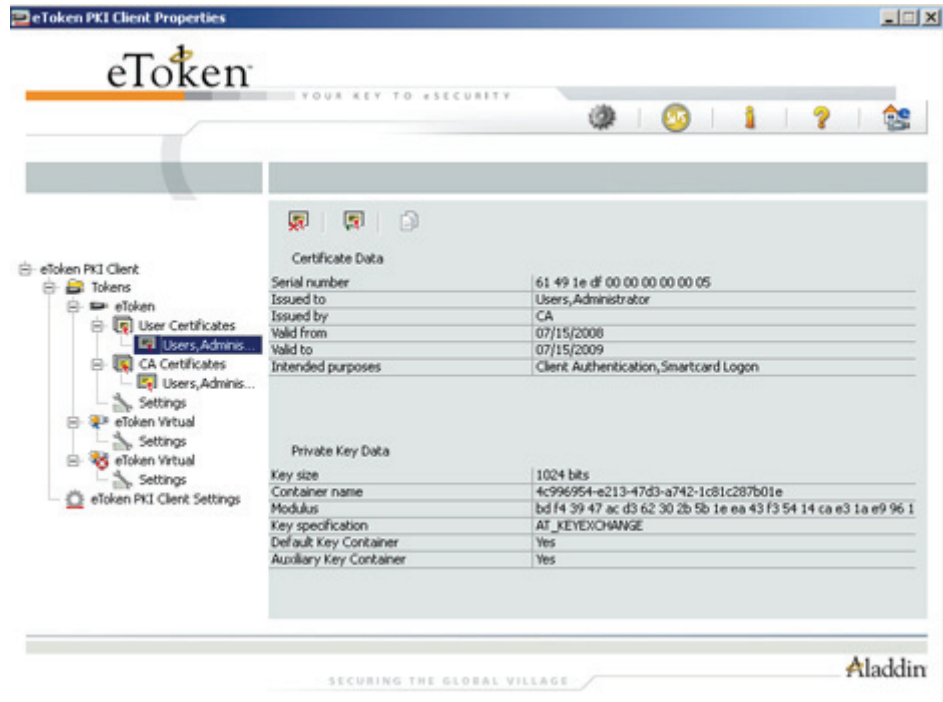 eToken PKI Client Properties
eToken
YOUR KEY TO eSECURITY
eToken PKI Client
Tokens
eToken
User Certificates
Users,Adminis...
CA Certificates
Users,Adminis...
Settings
eToken Virtual
Settings
eToken Virtual
Settings
eToken PKI Client Settings
Certificate Data
Serial number 61 49 1e df 00 00 00 00 00 05
Issued to Users,Administrator
Issued by CA
Valid from 07/15/2008
Valid to 07/15/2009
Intended purposes Client Authentication,Smartcard Logon
Private Key Data
Key size 1024 bits
Container name 4c996954-e213-47d3-a742-1c81c287b01e
Modulus bd f4 39 47 ac d3 62 30 2b 5b 1e ea 43 f3 54 14 ca e3 1a e9 96 1
Key specification AT_KEYEXCHANGE
Default Key Container Yes
Auxiliary Key Container Yes
SECURING THE GLOBAL VILLAGE
Aladdin